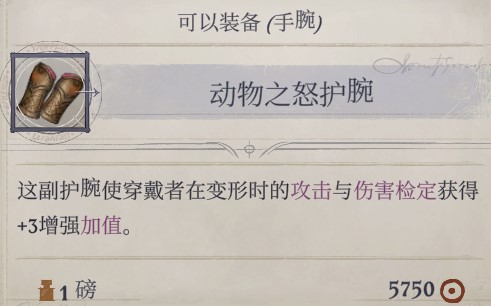 可以装备 (手腕)
动物之怒护腕
这副护腕使穿戴者在变形时的攻击与伤害检定获得
+3增强加值。
1 磅
5750